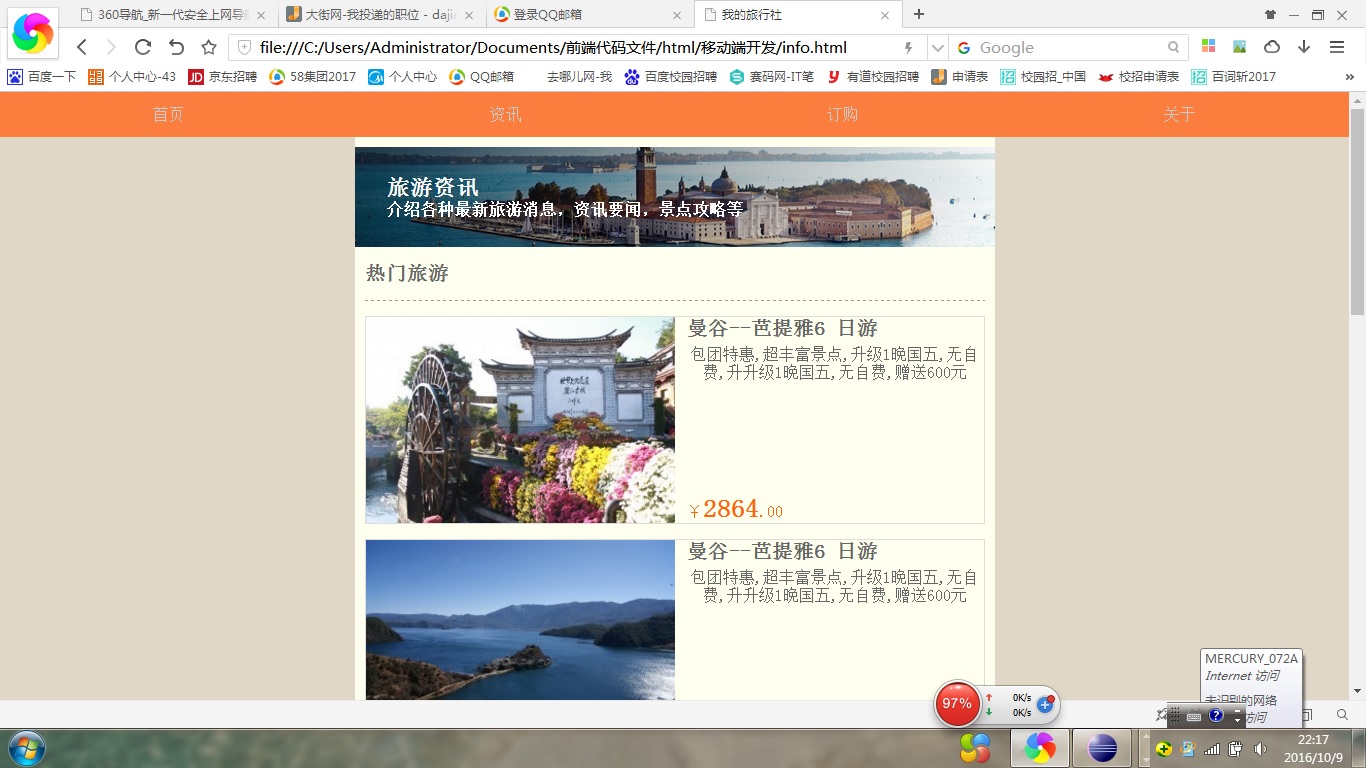 360导航_新一代安全上网导航
大街网-我投递的职位 - dajie
登录QQ邮箱
我的旅行社
file:///C:/Users/Administrator/Documents/前端代码文件/html/移动端开发/info.html
Google
百度一下
个人中心-43
京东招聘
58集团2017
个人中心
QQ邮箱
去哪儿网-我
百度校园招聘
赛码网-IT笔
有道校园招聘
申请表
校园招_中国
校招申请表
百词斩2017
首页
资讯
订购
关于
旅游资讯
介绍各种最新旅游消息，资讯要闻，景点攻略等
热门旅游
曼谷--芭提雅6 日游
包团特惠,超丰富景点,升级1晚国五,无自
费,升升级1晚国五,无自费,赠送600元
￥2864.00
曼谷--芭提雅6 日游
包团特惠,超丰富景点,升级1晚国五,无自
费,升升级1晚国五,无自费,赠送600元
MERCURY_072A
Internet 访问
未识别的网络
访问
97%
0K/s
0K/s
22:17
2016/10/9